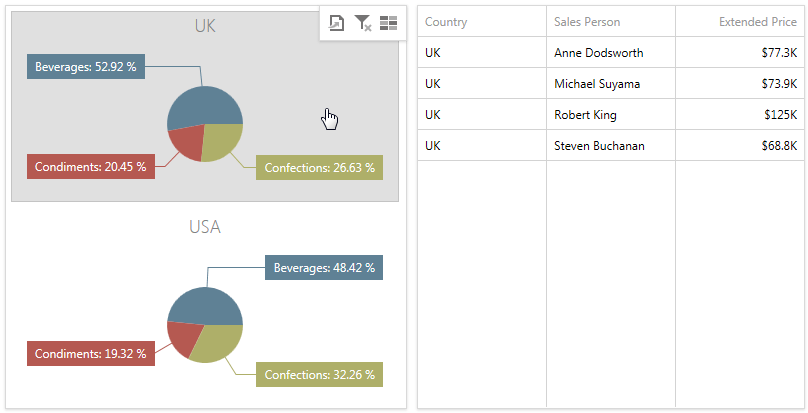 UK
Beverages: 52.92 %
Condiments: 20.45 %
Confections: 26.63 %
USA
Beverages: 48.42 %
Condiments: 19.32 %
Confections: 32.26 %
Country Sales Person Extended Price
UK Anne Dodsworth $77.3K
UK Michael Suyama $73.9K
UK Robert King $125K
UK Steven Buchanan $68.8K